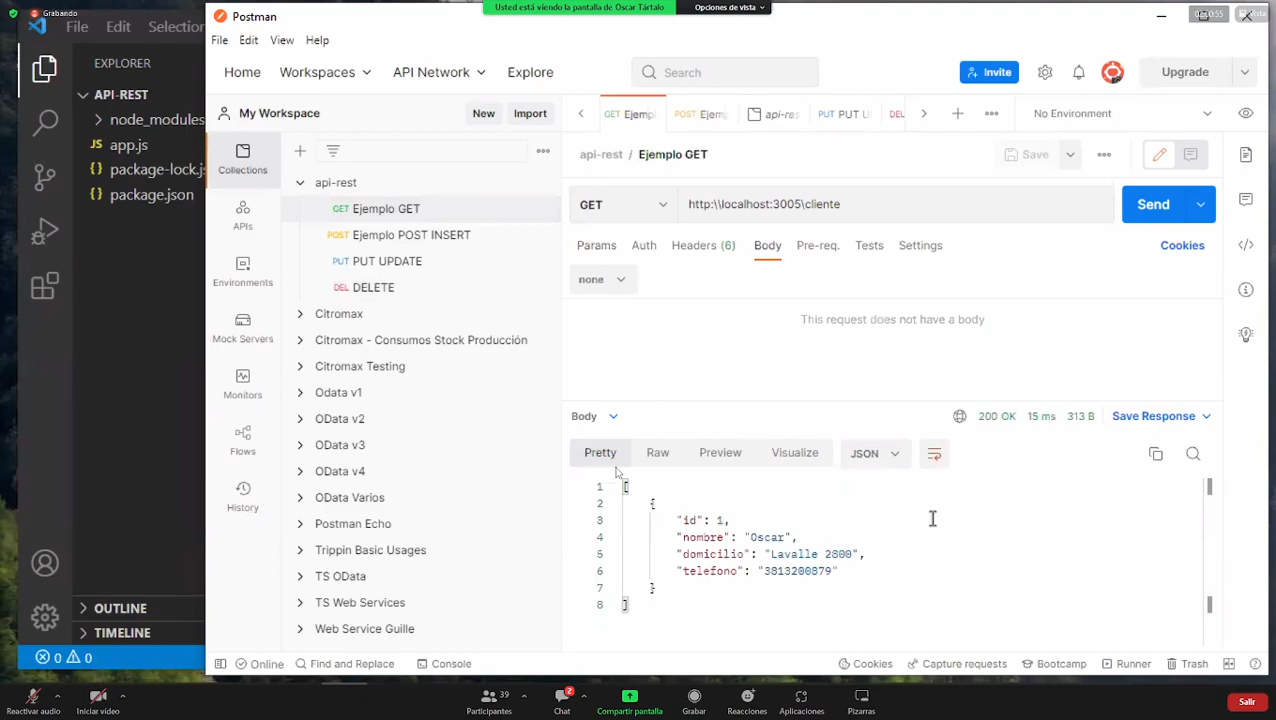 Grabando
Usted está viendo la pantalla de Oscar Tártalo
Opciones de vista
Postman
Vista
File Edit Selection
File Edit View Help
Home Workspaces API Network Explore
Search
Invite
Upgrade
EXPLORER
API-REST
node_modules
app.js
package-lock.js
package.json
OUTLINE
TIMELINE
0 0
My Workspace
New Import
Collections
APIs
Environments
Mock Servers
Monitors
Flows
History
api-rest
GET Ejemplo GET
POST Ejemplo POST INSERT
PUT PUT UPDATE
DEL DELETE
Citromax
Citromax - Consumos Stock Producción
Citromax Testing
Odata v1
OData v2
OData v3
OData v4
OData Varios
Postman Echo
Trippin Basic Usages
TS OData
TS Web Services
Web Service Guille
GET Ejempl POST Ejem api-res PUT PUT U DEL
No Environment
api-rest / Ejemplo GET
Save
GET http:\\localhost:3005\cliente
Send
Params Auth Headers (6) Body Pre-req. Tests Settings
Cookies
none
This request does not have a body
Body
200 OK 15 ms 313 B Save Response
Pretty Raw Preview Visualize JSON
1 [
2 {
3 "id": 1,
4 "nombre": "Oscar",
5 "domicilio": "Lavalle 2800",
6 "telefono": "3813200879"
7 }
8 ]
Online Find and Replace Console
Cookies Capture requests Bootcamp Runner Trash
Reactivar audio
Iniciar video
39
Participantes
2
Chat
Compartir pantalla
Grabar
Reacciones
Aplicaciones
Pizarras
Salir